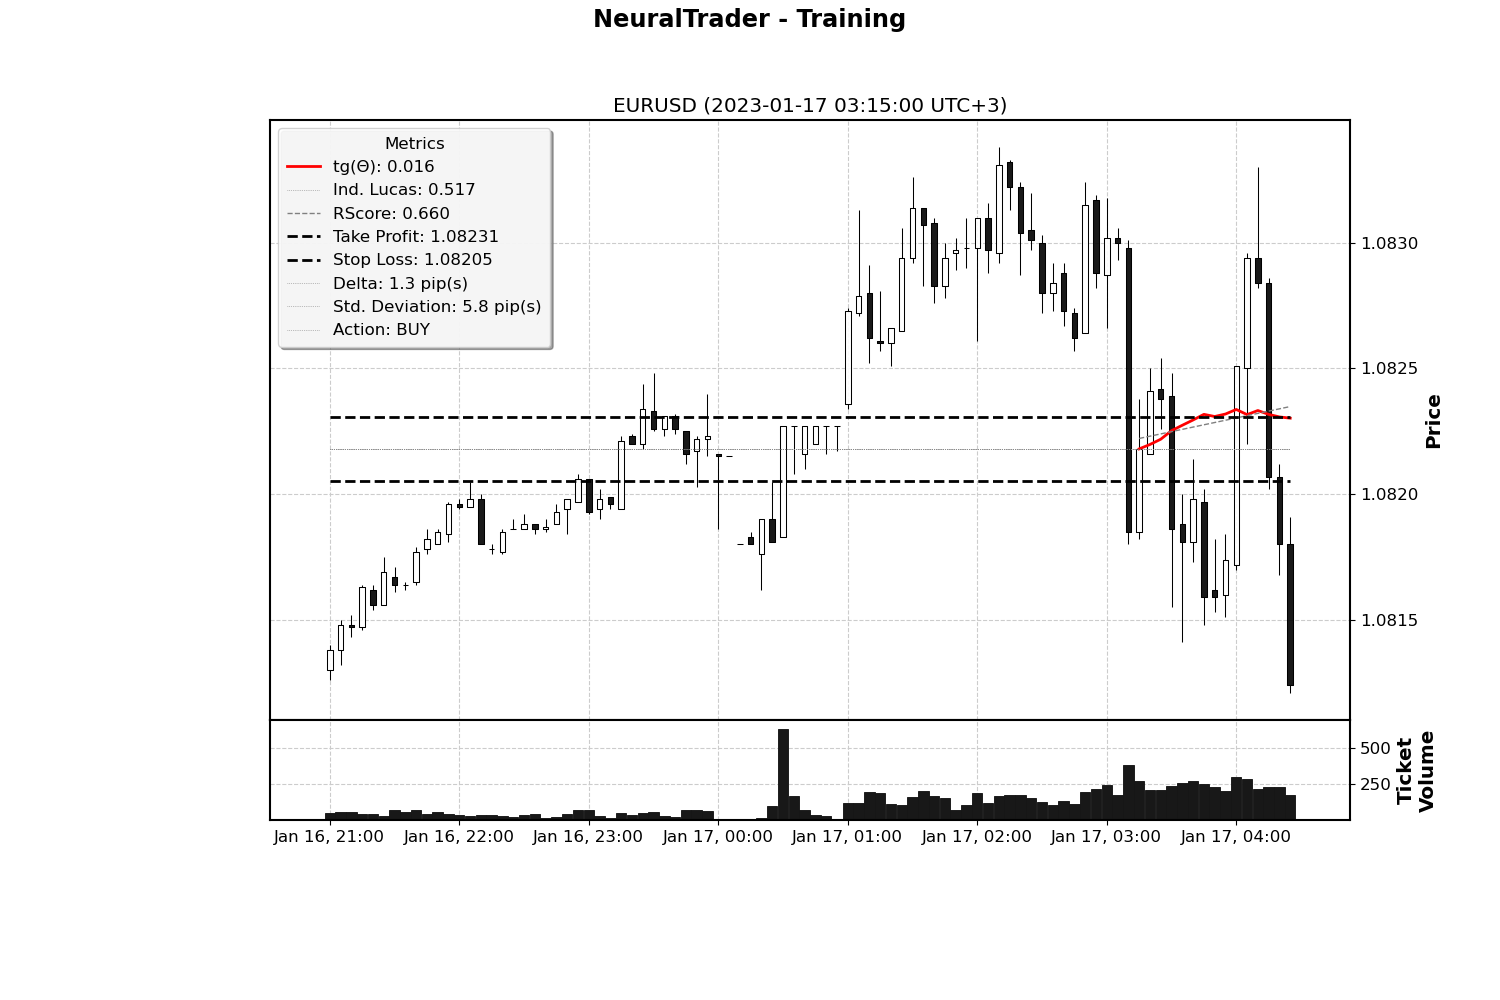 NeuralTrader - Training
EURUSD (2023-01-17 03:15:00 UTC+3)
Metrics
tg(Θ): 0.016
Ind. Lucas: 0.517
RScore: 0.660
Take Profit: 1.08231
Stop Loss: 1.08205
Delta: 1.3 pip(s)
Std. Deviation: 5.8 pip(s)
Action: BUY
1.0830
1.0825
1.0820
1.0815
Price
500
250
Ticket
Volume
Jan 16, 21:00
Jan 16, 22:00
Jan 16, 23:00
Jan 17, 00:00
Jan 17, 01:00
Jan 17, 02:00
Jan 17, 03:00
Jan 17, 04:00